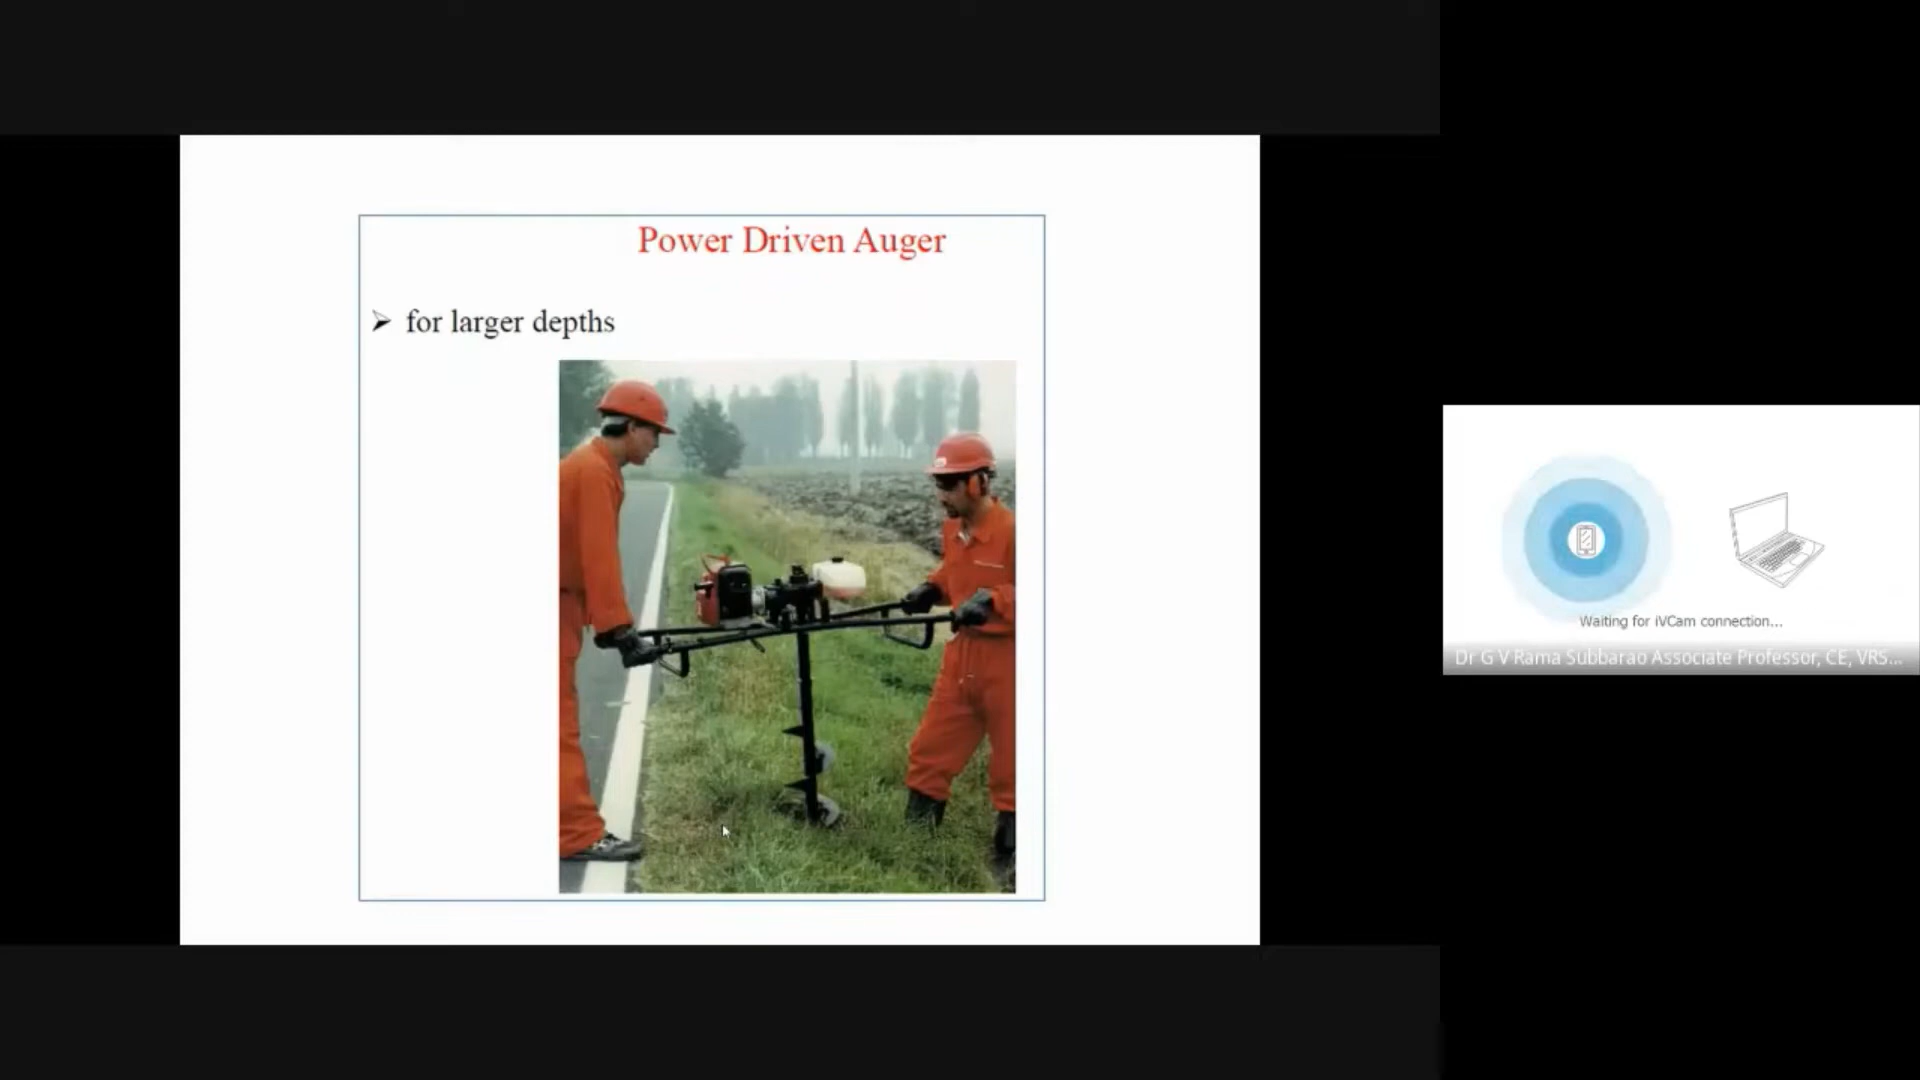 Power Driven Auger
➢ for larger depths
Waiting for iVCam connection...
Dr G V Rama Subbarao Associate Professor, CE, VRS...